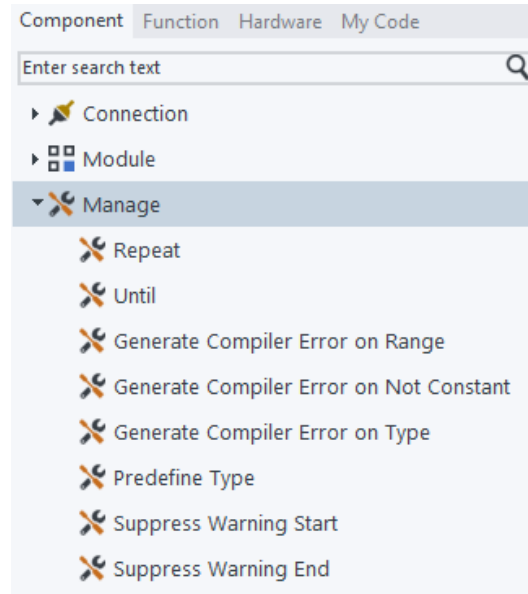 Component Function Hardware My Code
Enter search text
Connection
Module
Manage
Repeat
Until
Generate Compiler Error on Range
Generate Compiler Error on Not Constant
Generate Compiler Error on Type
Predefine Type
Suppress Warning Start
Suppress Warning End